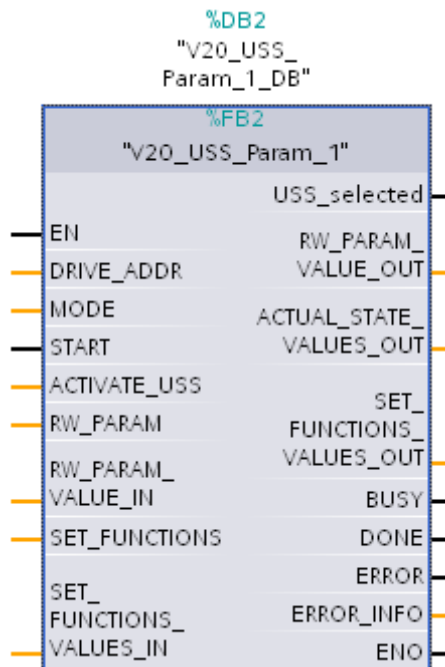 %DB2
"V20_USS_
Param_1_DB"
%FB2
"V20_USS_Param_1"
USS_selected
EN
RW_PARAM_
VALUE_OUT
DRIVE_ADDR
MODE
ACTUAL_STATE_
VALUES_OUT
START
ACTIVATE_USS
SET_
FUNCTIONS_
VALUES_OUT
RW_PARAM
RW_PARAM_
VALUE_IN
BUSY
SET_FUNCTIONS
DONE
ERROR
SET_
FUNCTIONS_
VALUES_IN
ERROR_INFO
ENO